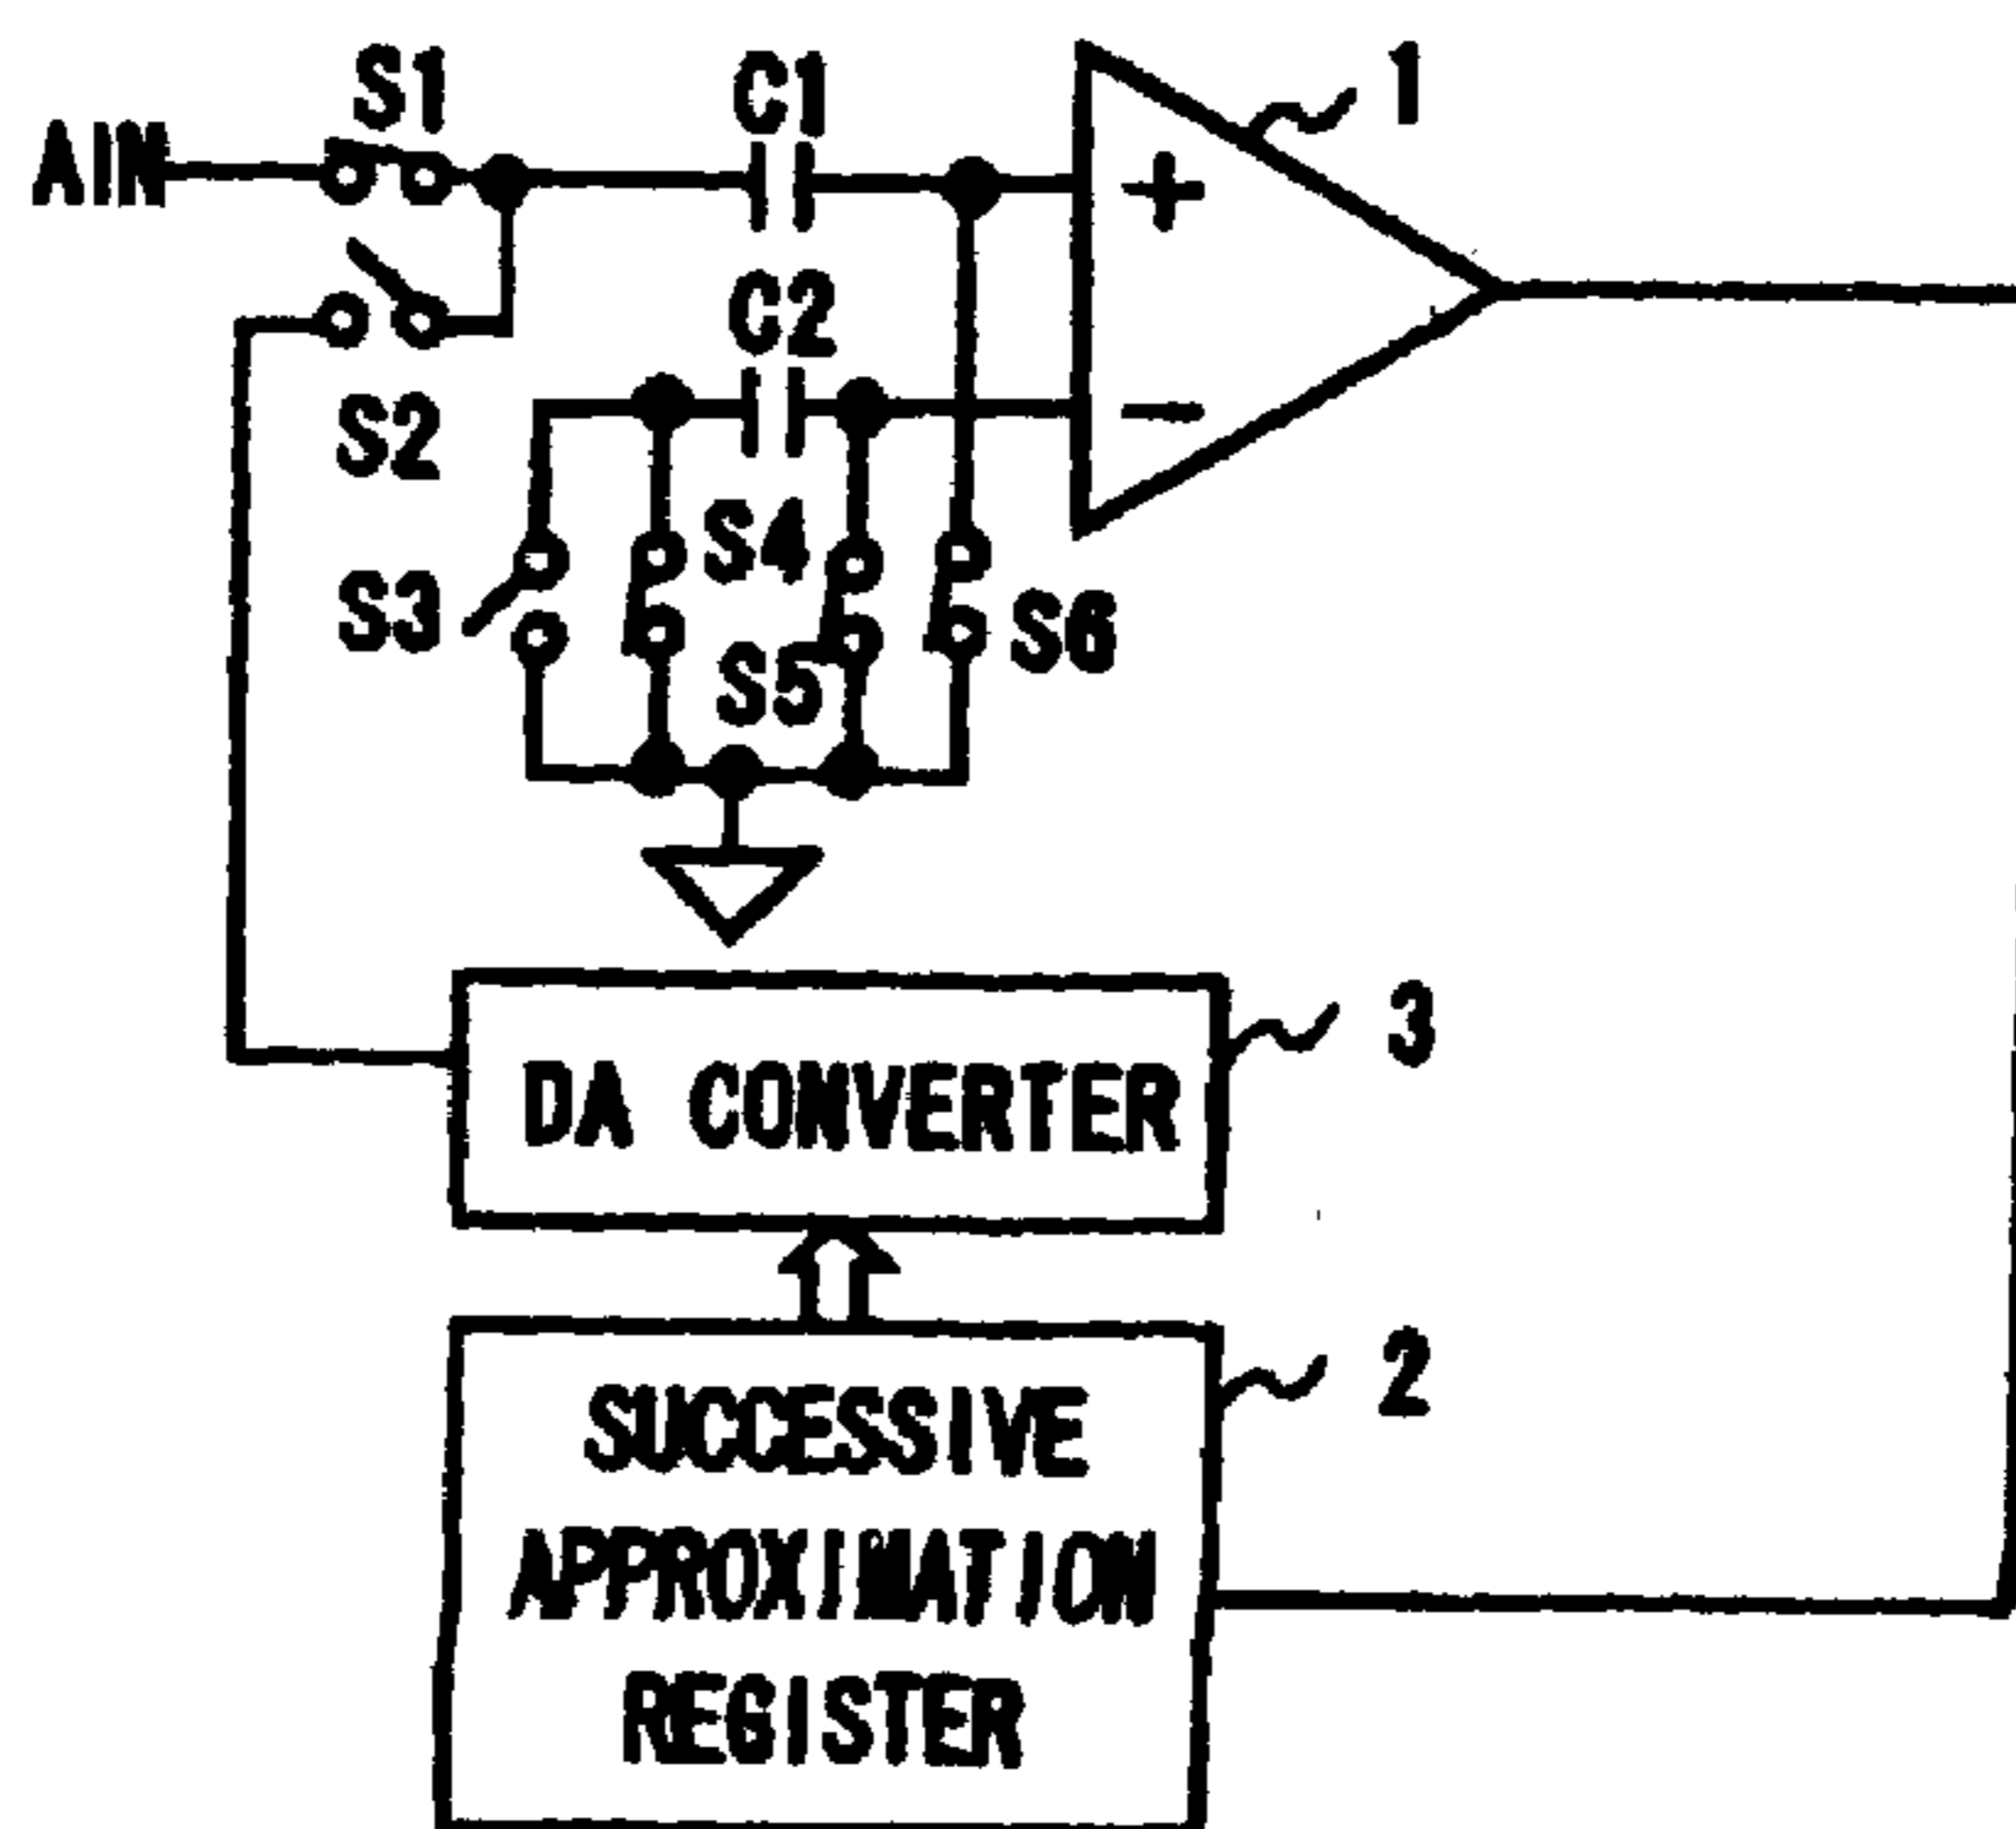 S1
C1
1
AIN
+
C2
S2
−
S4
S3
S6
S5
3
DA CONVERTER
2
SUCCESSIVE
APPROXIMATION
REGISTER